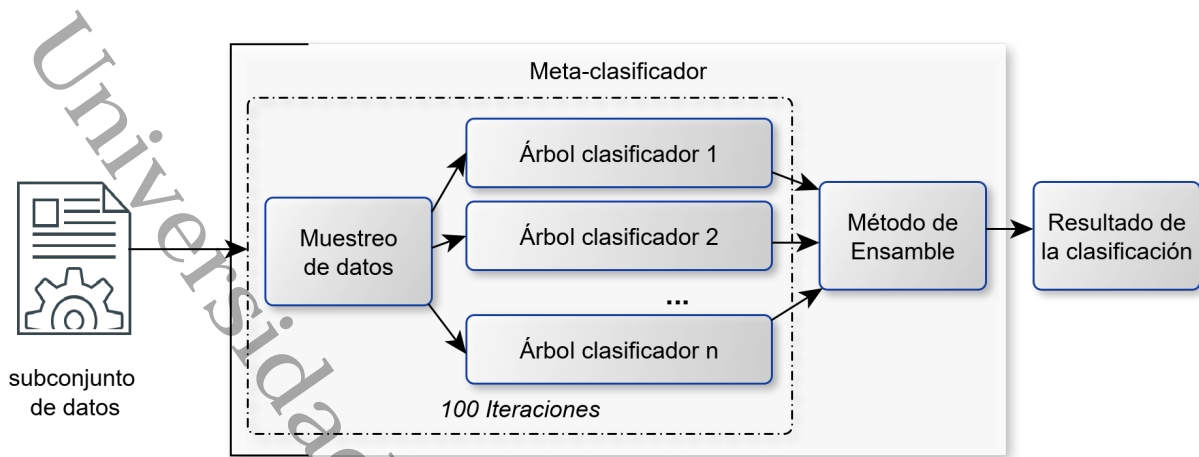 Universidad
Meta-clasificador
Árbol clasificador 1
Muestreo
de datos
Árbol clasificador 2
...
Árbol clasificador n
100 Iteraciones
Método de
Ensamble
Resultado de
la clasificación
subconjunto
de datos